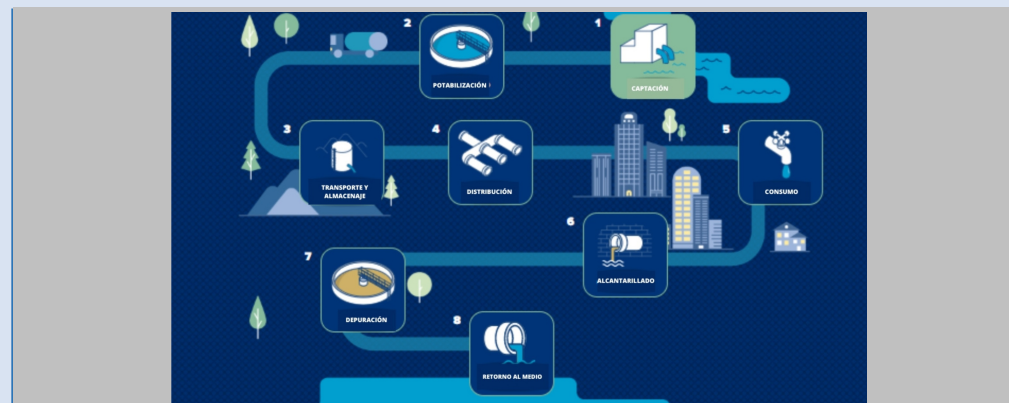 2
1
POTABILIZACIÓN
CAPTACIÓN
3
4
5
TRANSPORTE Y
ALMACENAJE
DISTRIBUCIÓN
CONSUMO
6
ALCANTARILLADO
7
DEPURACIÓN
8
RETORNO AL MEDIO